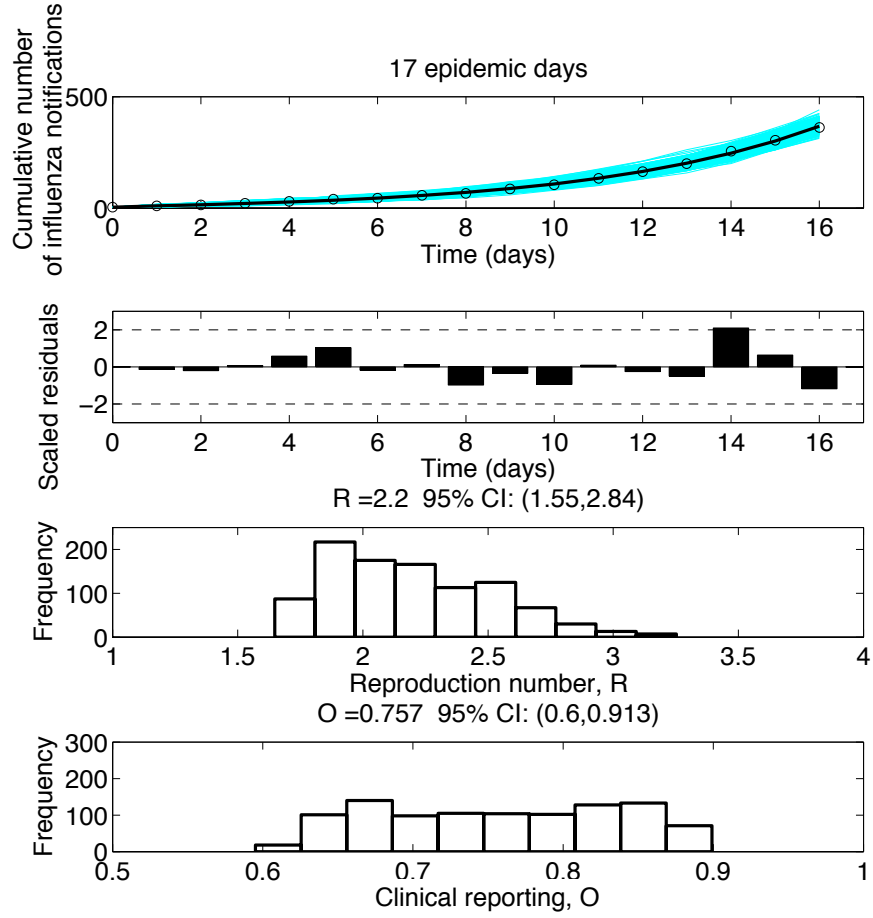 17 epidemic days
Cumulative number
of influenza notifications
500
0
0 2 4 6 8 10 12 14 16
Time (days)
Scaled residuals
2
0
−2
0 2 4 6 8 10 12 14 16
Time (days)
R =2.2 95% CI: (1.55,2.84)
Frequency
200
100
0
1 1.5 2 2.5 3 3.5 4
Reproduction number, R
O =0.757 95% CI: (0.6,0.913)
Frequency
300
200
100
0
0.5 0.6 0.7 0.8 0.9 1
Clinical reporting, O